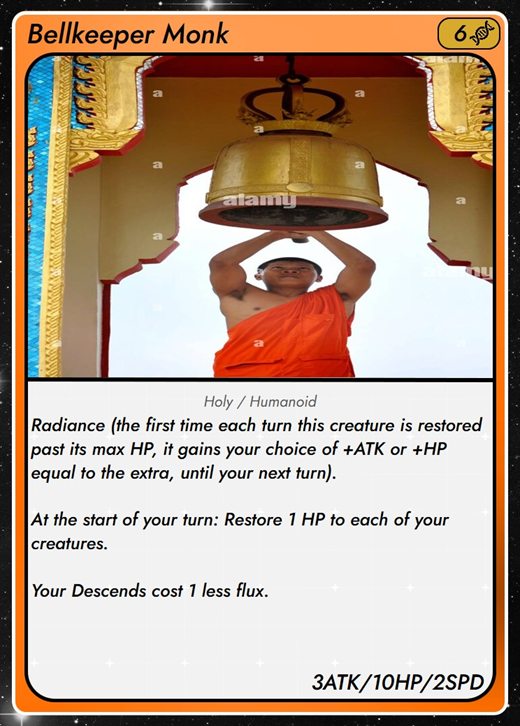 Bellkeeper Monk
6
alamy
alamy
Holy / Humanoid
Radiance (the first time each turn this creature is restored
past its max HP, it gains your choice of +ATK or +HP
equal to the extra, until your next turn).
At the start of your turn: Restore 1 HP to each of your
creatures.
Your Descends cost 1 less flux.
3ATK/10HP/2SPD